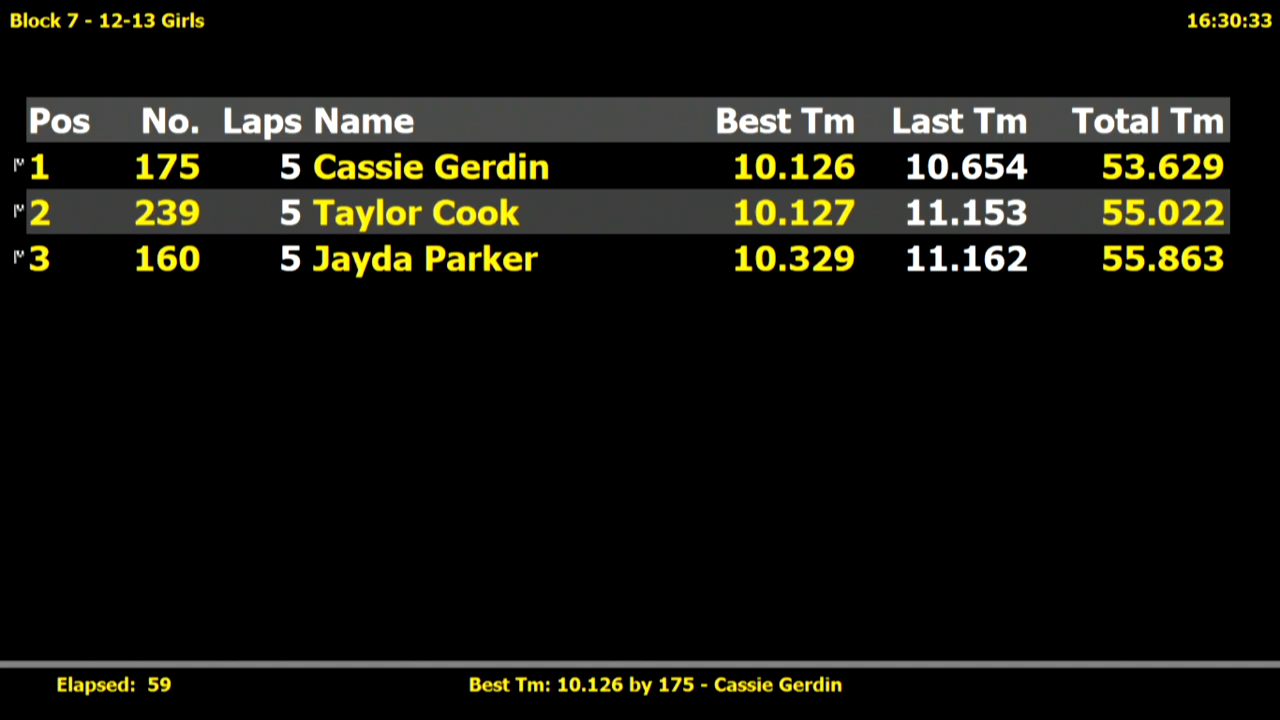 Block 7 - 12-13 Girls 16:30:33
Pos No. Laps Name Best Tm Last Tm Total Tm
1 175 5 Cassie Gerdin 10.126 10.654 53.629
2 239 5 Taylor Cook 10.127 11.153 55.022
3 160 5 Jayda Parker 10.329 11.162 55.863
Elapsed: 59 Best Tm: 10.126 by 175 - Cassie Gerdin